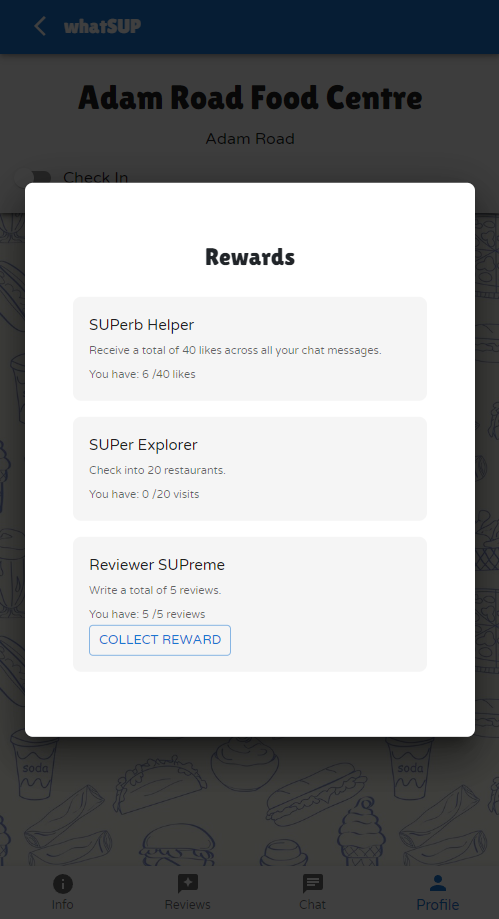 whatSUP
Adam Road Food Centre
Adam Road
Check In
Rewards
SUPerb Helper
Receive a total of 40 likes across all your chat messages.
You have: 6 /40 likes
SUPer Explorer
Check into 20 restaurants.
You have: 0 /20 visits
Reviewer SUPreme
Write a total of 5 reviews.
You have: 5 /5 reviews
COLLECT REWARD
soda
soda
Info
Reviews
Chat
Profile